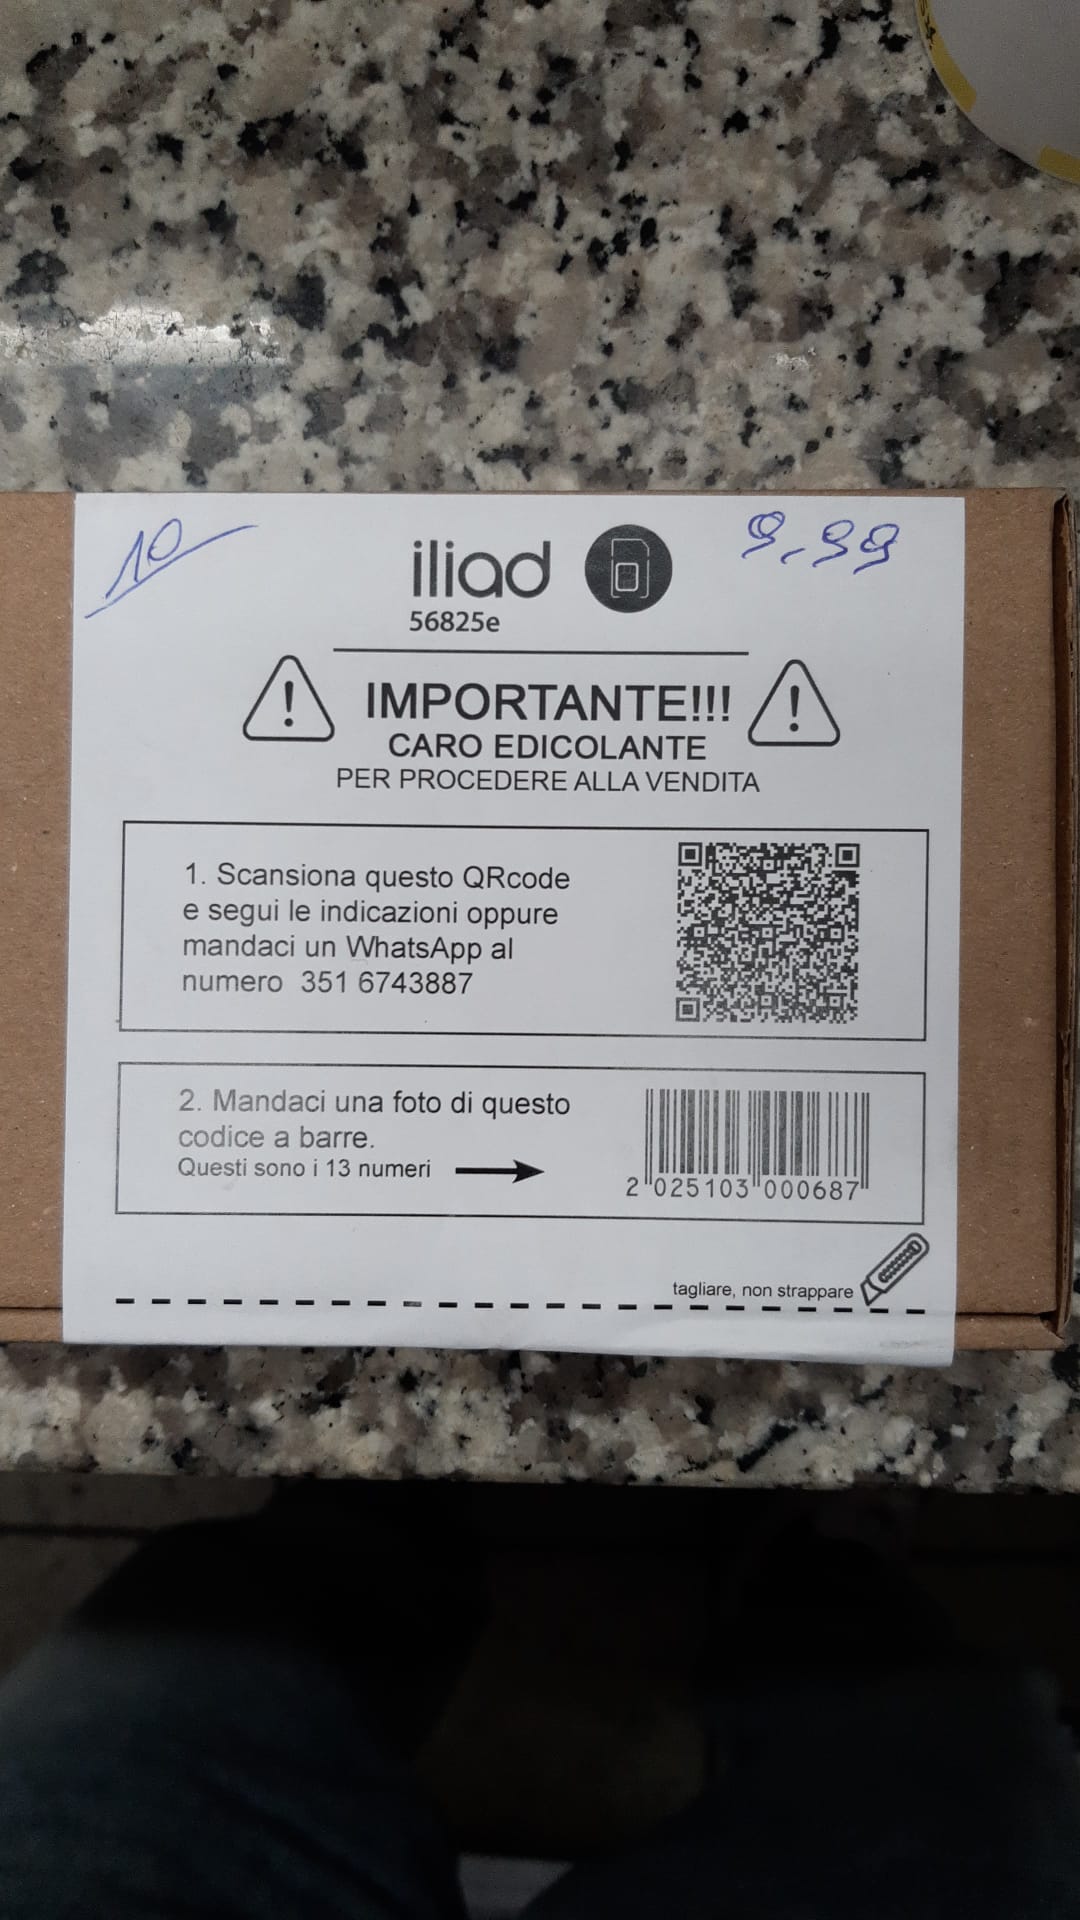 10
iliad
9,99
56825e
IMPORTANTE!!!
CARO EDICOLANTE
PER PROCEDERE ALLA VENDITA
1. Scansiona questo QRcode
e segui le indicazioni oppure
mandaci un WhatsApp al
numero 351 6743887
2. Mandaci una foto di questo
codice a barre.
Questi sono i 13 numeri
2 025103 000687
tagliare, non strappare